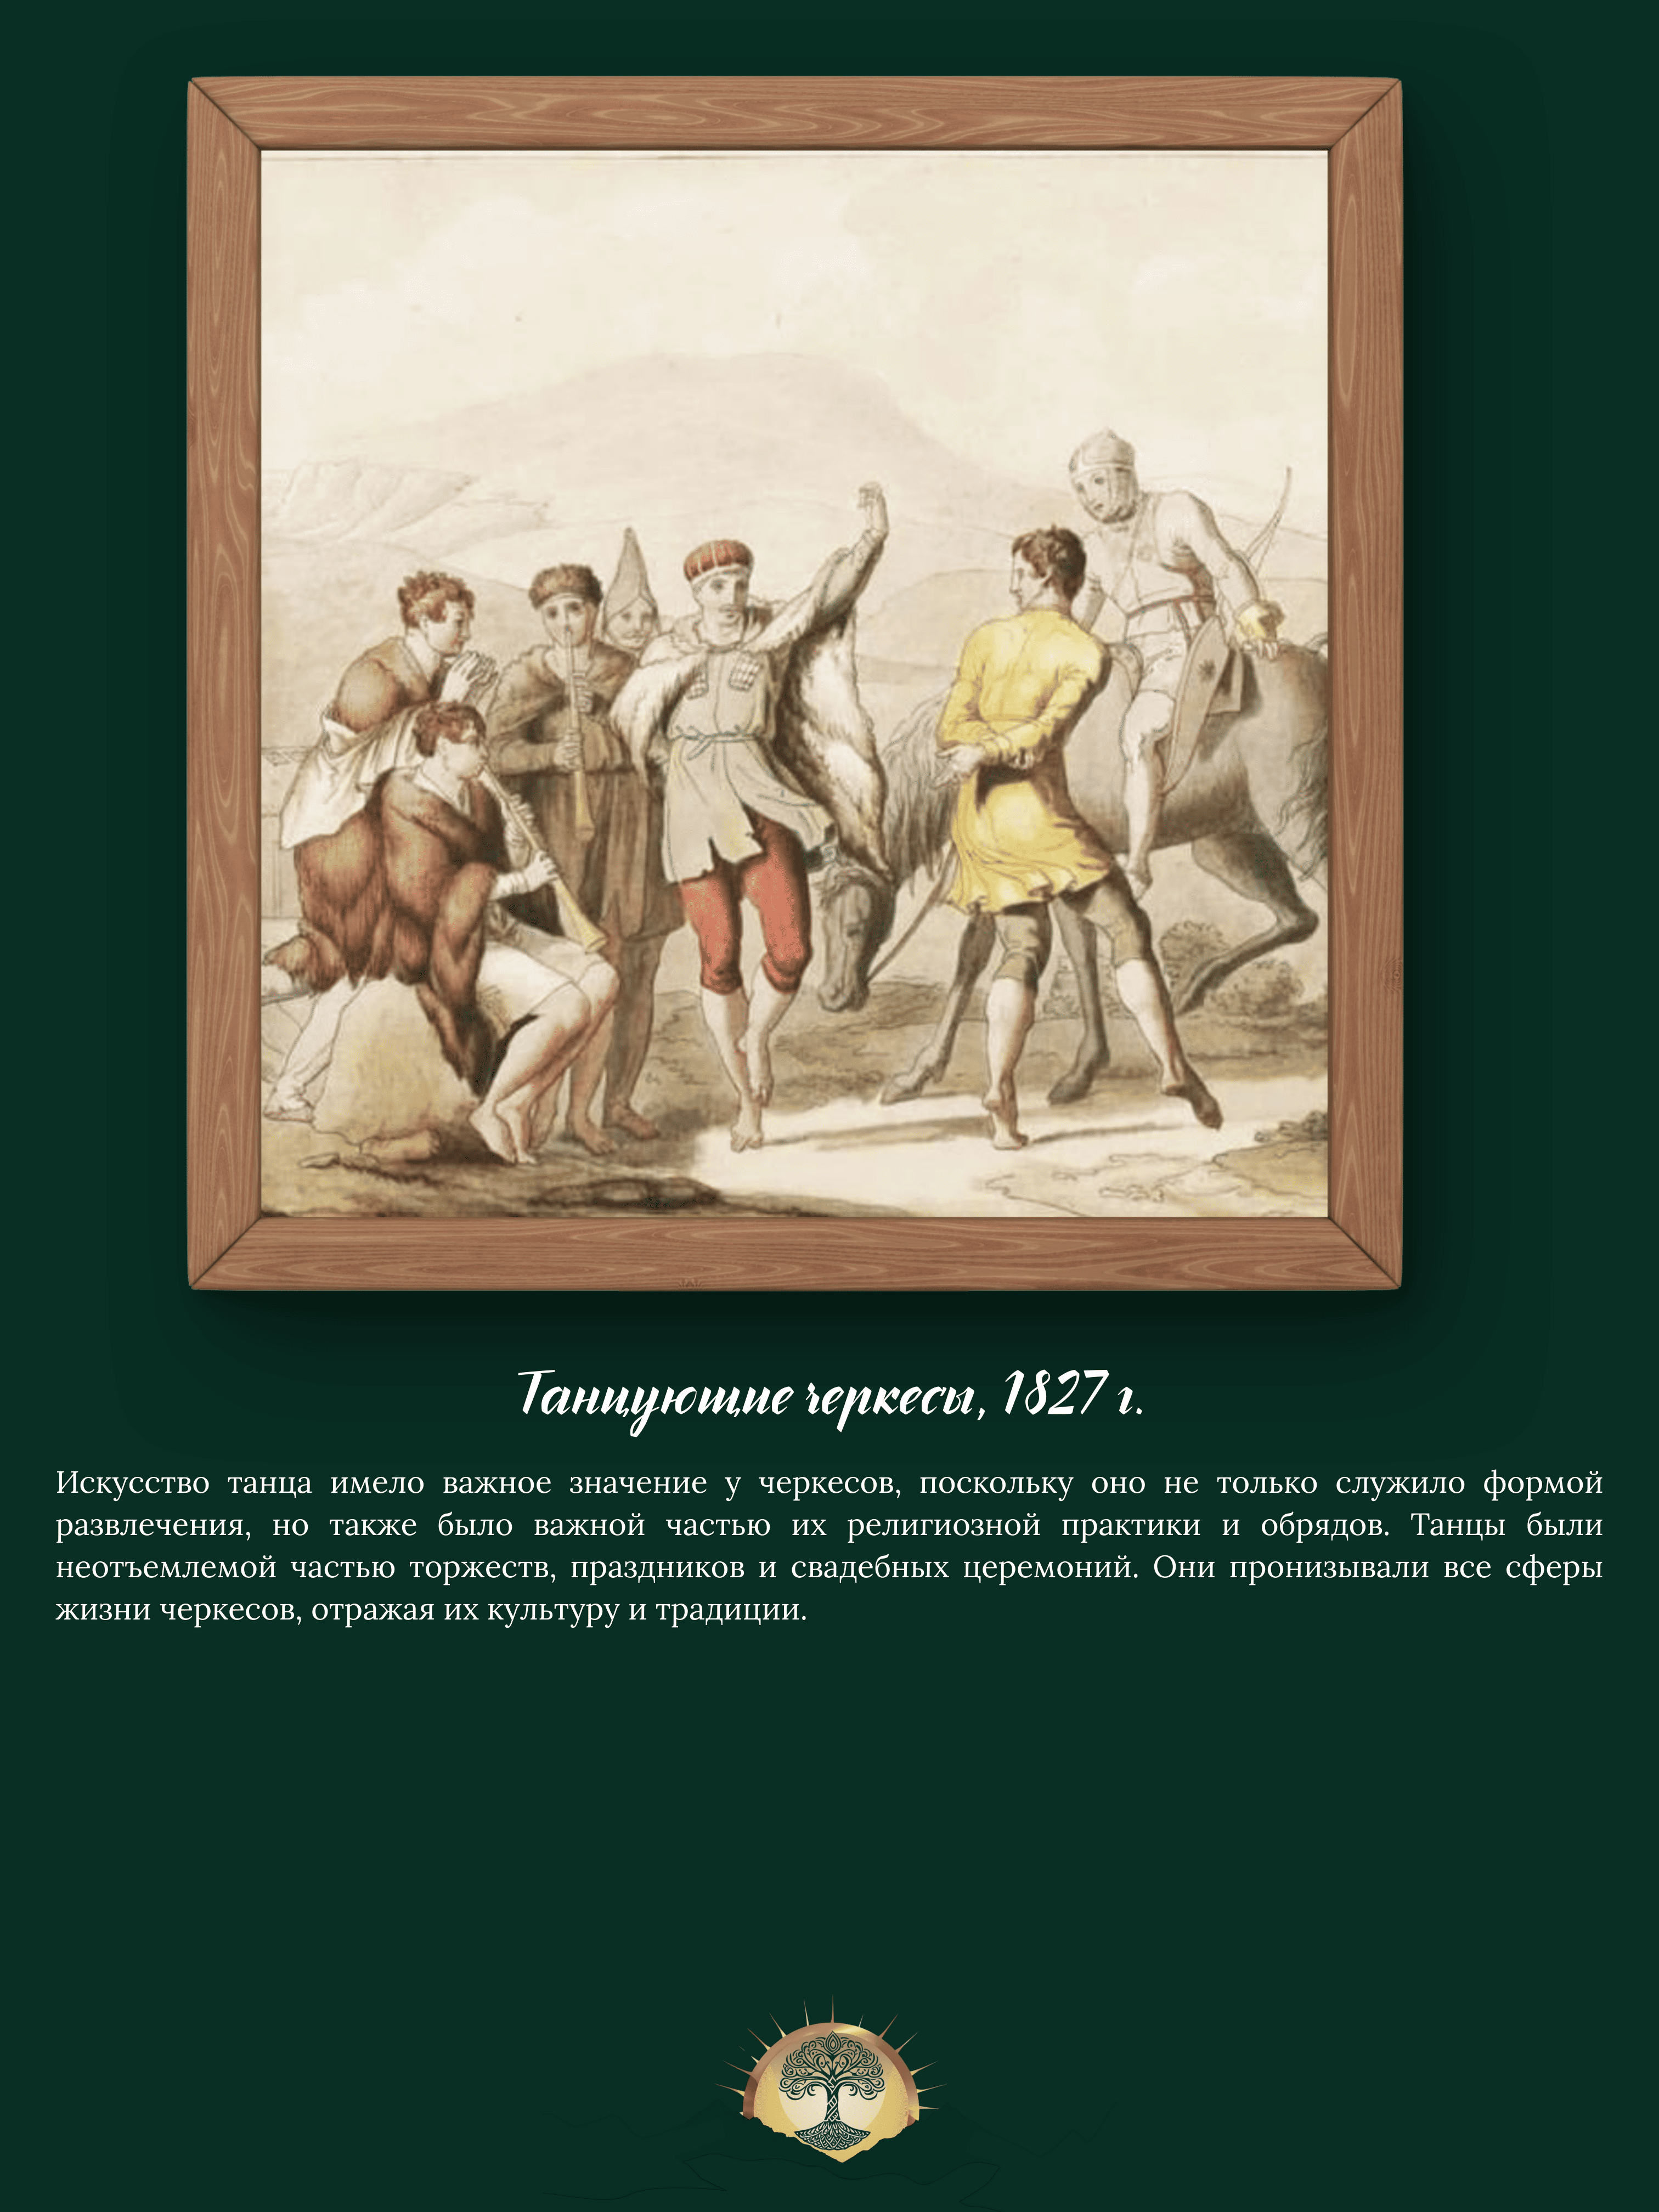 Танцующие черкесы, 1827 г.
Искусство танца имело важное значение у черкесов, поскольку оно не только служило формой
развлечения, но также было важной частью их религиозной практики и обрядов. Танцы были
неотъемлемой частью торжеств, праздников и свадебных церемоний. Они пронизывали все сферы
жизни черкесов, отражая их культуру и традиции.